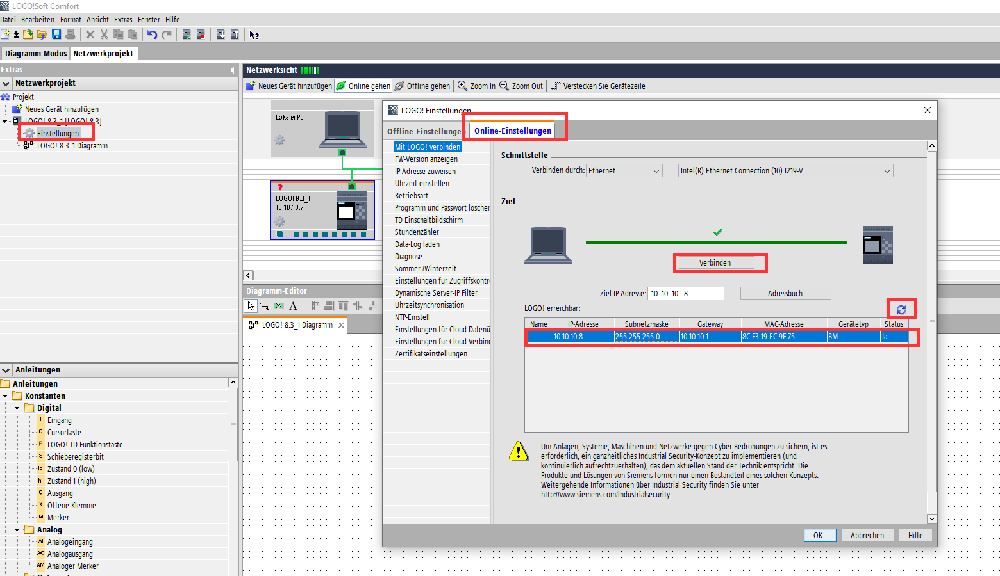 LOGO!Soft Comfort
Datei Bearbeiten Format Ansicht Extras Fenster Hilfe
Diagramm-Modus Netzwerkprojekt
Extras
Netzwerkprojekt
Projekt
Neues Gerät hinzufügen
LOGO! 8.3_1 [LOGO! 8.3]
Einstellungen
LOGO! 8.3_1 Diagramm
Netzwerksicht
Neues Gerät hinzufügen Online gehen Offline gehen Zoom In Zoom Out Verstecken Sie Gerätezeile
Lokaler PC
LOGO! 8.3_1
10.10.10.7
Diagramm-Editor
LOGO! 8.3_1 Diagramm
Anleitungen
Anleitungen
Konstanten
Digital
I Eingang
C Cursortaste
F LOGO! TD-Funktionstaste
S Schieberegisterbit
lo Zustand 0 (low)
hi Zustand 1 (high)
Q Ausgang
X Offene Klemme
M Merker
Analog
AI Analogeingang
AQ Analogausgang
AM Analoger Merker
LOGO! Einstellungen
Offline-Einstellungen Online-Einstellungen
Mit LOGO! verbinden
FW-Version anzeigen
IP-Adresse zuweisen
Uhrzeit einstellen
Betriebsart
Programm und Passwort löschen
TD Einschaltbildschirm
Stundenzähler
Data-Log laden
Diagnose
Sommer-/Winterzeit
Einstellungen für Zugriffskontro
Dynamische Server-IP Filter
Uhrzeitsynchronisation
NTP-Einstell
Einstellungen für Cloud-Datenü
Einstellungen für Cloud-Verbind
Zertifikatseinstellungen
Schnittstelle
Verbinden durch: Ethernet Intel(R) Ethernet Connection (10) I219-V
Ziel
Verbinden
Ziel-IP-Adresse: 10. 10. 10. 8 Adressbuch
LOGO! erreichbar:
Name IP-Adresse Subnetzmaske Gateway MAC-Adresse Gerätetyp Status
10.10.10.8 255.255.255.0 10.10.10.1 8C-F3-19-EC-9F-75 BM Ja
Um Anlagen, Systeme, Maschinen und Netzwerke gegen Cyber-Bedrohungen zu sichern, ist es
erforderlich, ein ganzheitliches Industrial Security-Konzept zu implementieren (und
kontinuierlich aufrechtzuerhalten), das dem aktuellen Stand der Technik entspricht. Die
Produkte und Lösungen von Siemens formen nur einen Bestandteil eines solchen Konzepts.
Weitergehende Informationen über Industrial Security finden Sie unter
http://www.siemens.com/industrialsecurity.
OK Abbrechen Hilfe